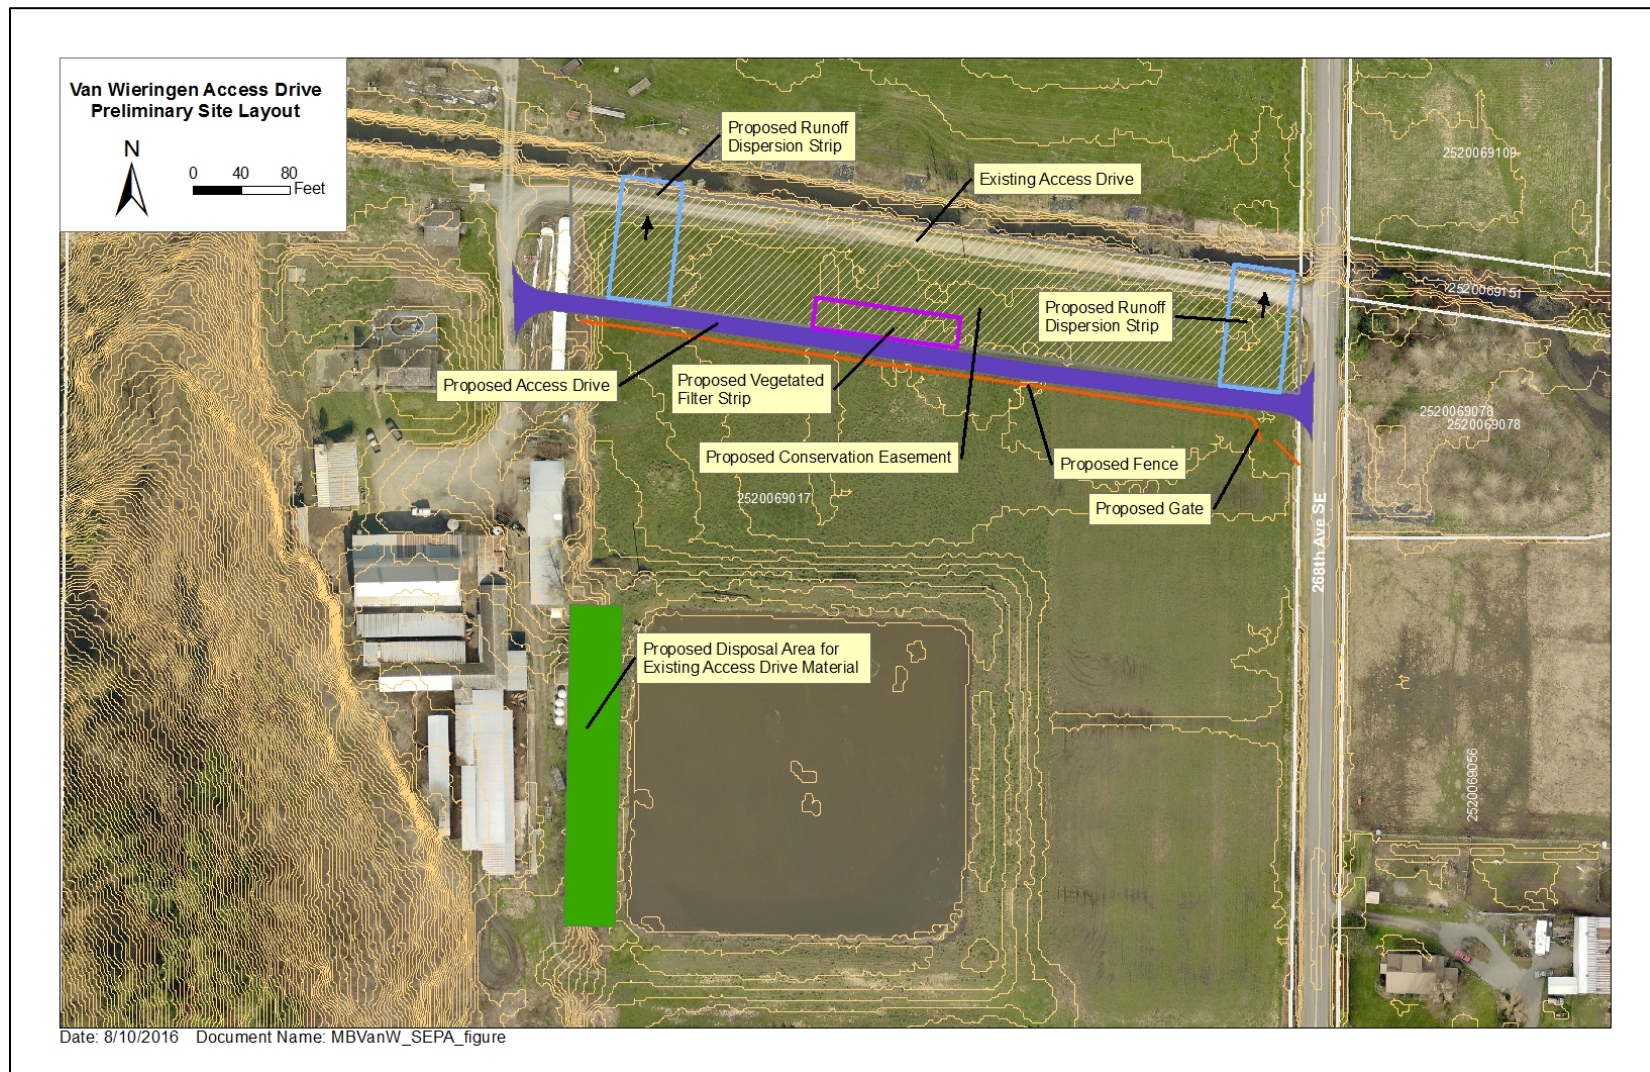 Van Wieringen Access Drive
Preliminary Site Layout
N
0 40 80
Feet
Proposed Runoff
Dispersion Strip
Existing Access Drive
2520069109
2520069151
Proposed Runoff
Dispersion Strip
Proposed Access Drive
Proposed Vegetated
Filter Strip
2520069078
2520069078
Proposed Conservation Easement
Proposed Fence
2520069017
Proposed Gate
268th Ave SE
Proposed Disposal Area for
Existing Access Drive Material
2520069056
Date: 8/10/2016 Document Name: MBVanW_SEPA_figure